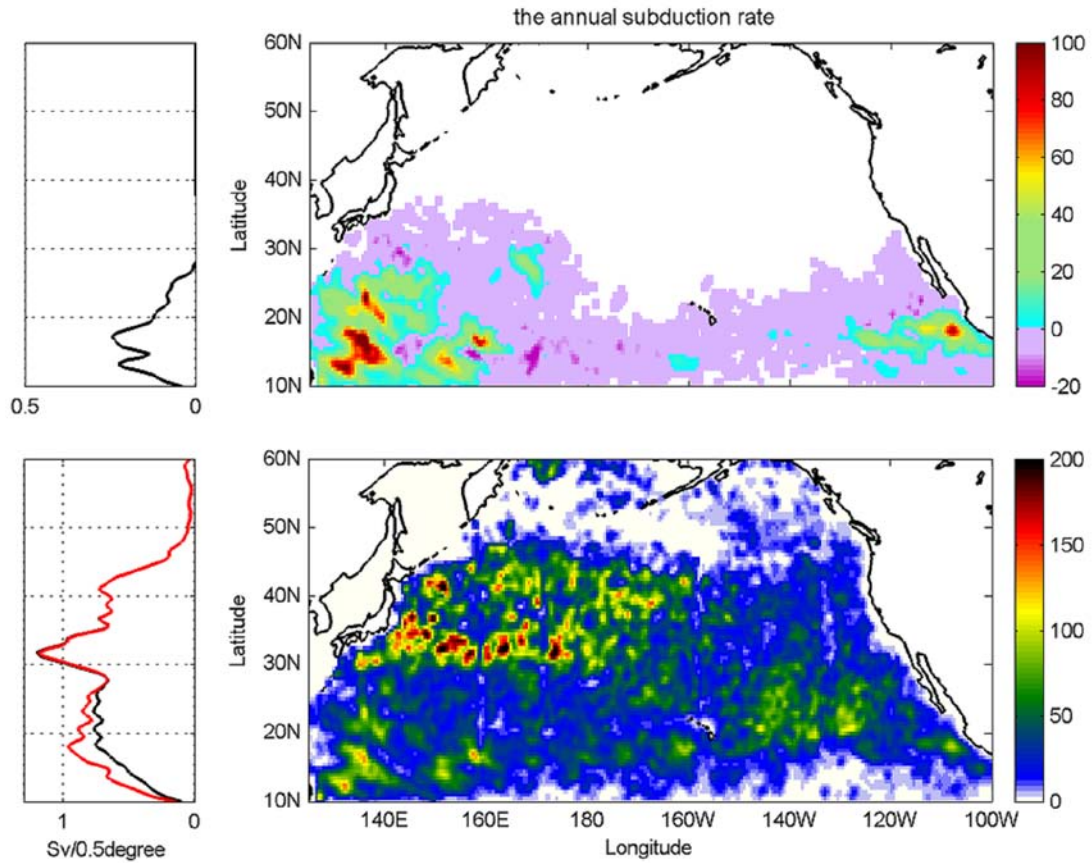 the annual subduction rate
60N
50N
40N
30N
20N
10N
Latitude
0.5
0
100
80
60
40
20
0
-20
60N
50N
40N
30N
20N
10N
Latitude
1
0
Sv/0.5degree
140E
160E
180
160W
140W
120W
100W
Longitude
200
150
100
50
0